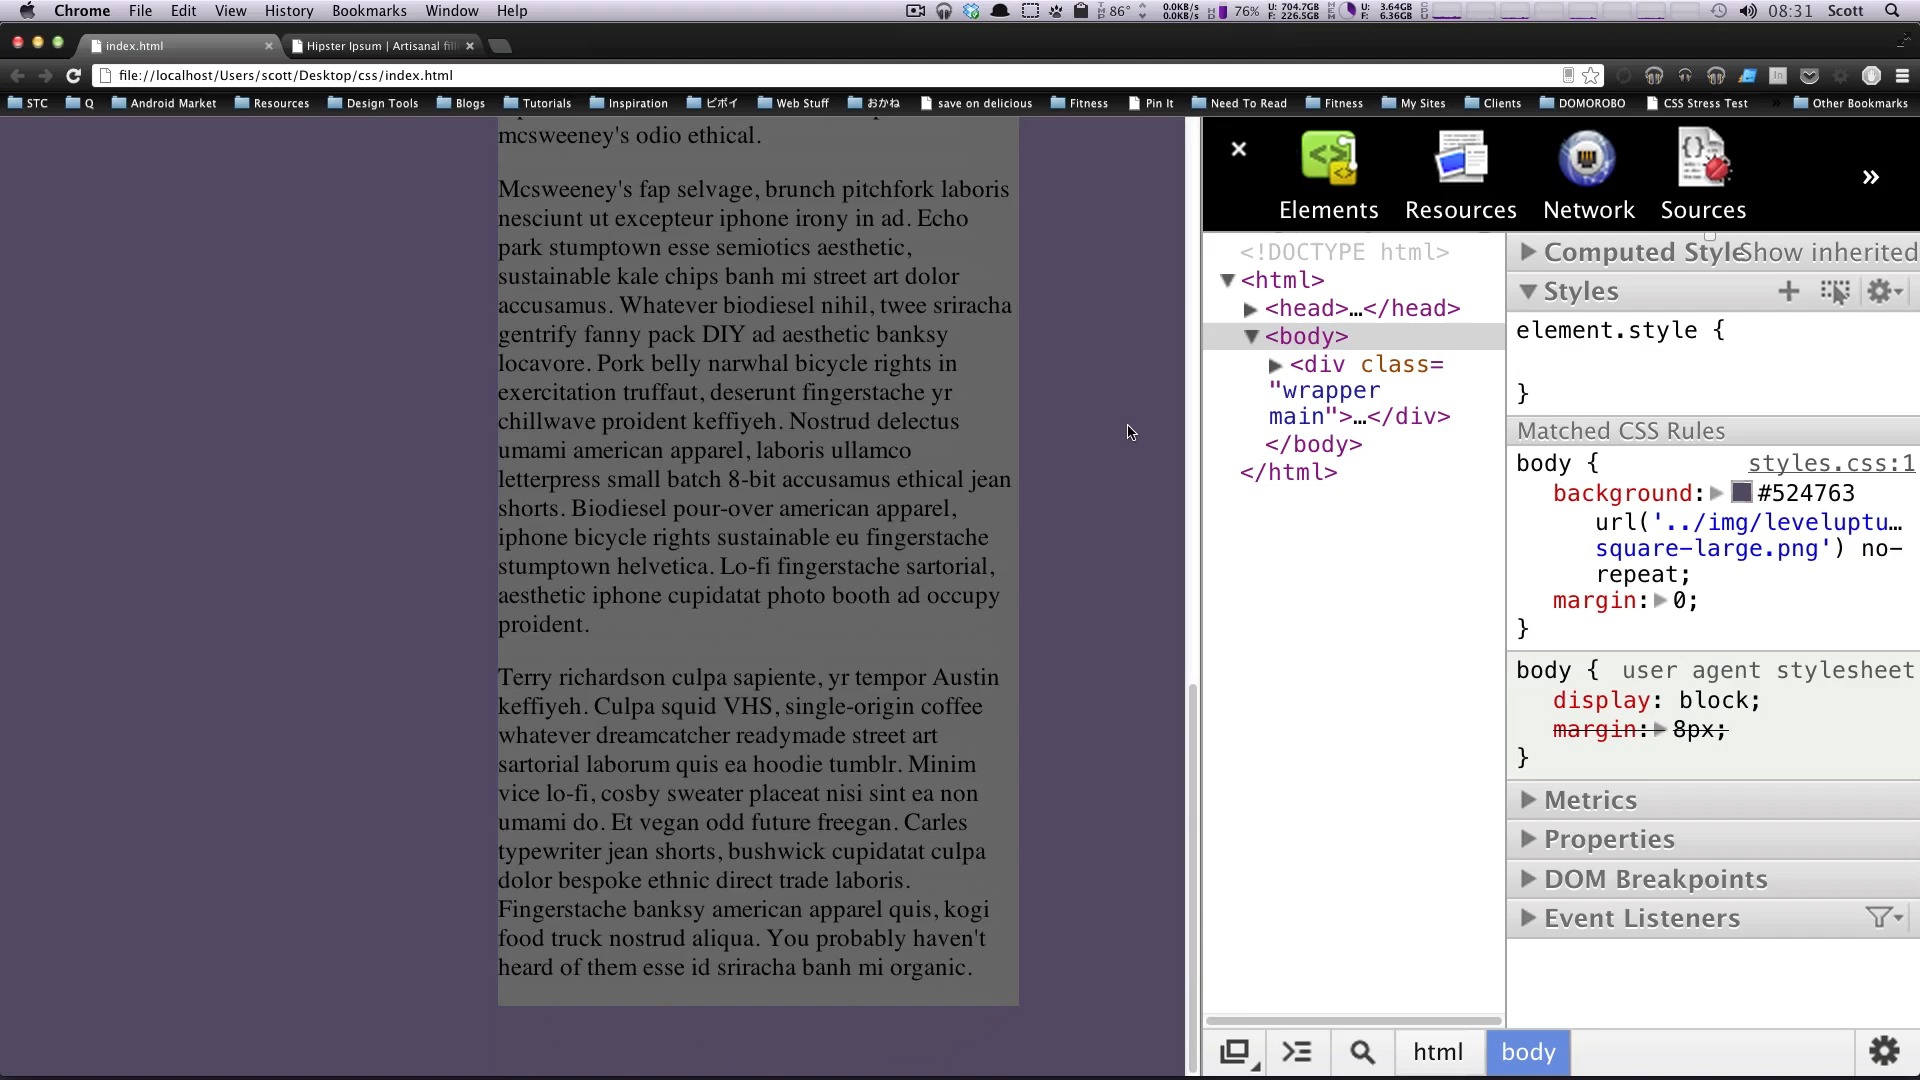 Chrome File Edit View History Bookmarks Window Help
86° 0.0KB/s 0.0KB/s 76% U: 704.7GB F: 226.5GB U: 3.64GB F: 6.36GB 08:31 Scott
index.html
Hipster Ipsum | Artisanal fil
file://localhost/Users/scott/Desktop/css/index.html
STC Q Android Market Resources Design Tools Blogs Tutorials Inspiration ビボイ Web Stuff おかね save on delicious Fitness Pin It Need To Read Fitness My Sites Clients DOMOROBO CSS Stress Test » Other Bookmarks
mcsweeney's odio ethical.
Mcsweeney's fap selvage, brunch pitchfork laboris
nesciunt ut excepteur iphone irony in ad. Echo
park stumptown esse semiotics aesthetic,
sustainable kale chips banh mi street art dolor
accusamus. Whatever biodiesel nihil, twee sriracha
gentrify fanny pack DIY ad aesthetic banksy
locavore. Pork belly narwhal bicycle rights in
exercitation truffaut, deserunt fingerstache yr
chillwave proident keffiyeh. Nostrud delectus
umami american apparel, laboris ullamco
letterpress small batch 8-bit accusamus ethical jean
shorts. Biodiesel pour-over american apparel,
iphone bicycle rights sustainable eu fingerstache
stumptown helvetica. Lo-fi fingerstache sartorial,
aesthetic iphone cupidatat photo booth ad occupy
proident.
Terry richardson culpa sapiente, yr tempor Austin
keffiyeh. Culpa squid VHS, single-origin coffee
whatever dreamcatcher readymade street art
sartorial laborum quis ea hoodie tumblr. Minim
vice lo-fi, cosby sweater placeat nisi sint ea non
umami do. Et vegan odd future freegan. Carles
typewriter jean shorts, bushwick cupidatat culpa
dolor bespoke ethnic direct trade laboris.
Fingerstache banksy american apparel quis, kogi
food truck nostrud aliqua. You probably haven't
heard of them esse id sriracha banh mi organic.
Elements Resources Network Sources »
<!DOCTYPE html>
<html>
<head>…</head>
<body>
<div class=
"wrapper
main">…</div>
</body>
</html>
Computed Style Show inherited
Styles
element.style {
}
Matched CSS Rules
body { styles.css:1
background: #524763
url('../img/leveluptu…
square-large.png') no-
repeat;
margin: 0;
}
body { user agent stylesheet
display: block;
margin: 8px;
}
Metrics
Properties
DOM Breakpoints
Event Listeners
html body